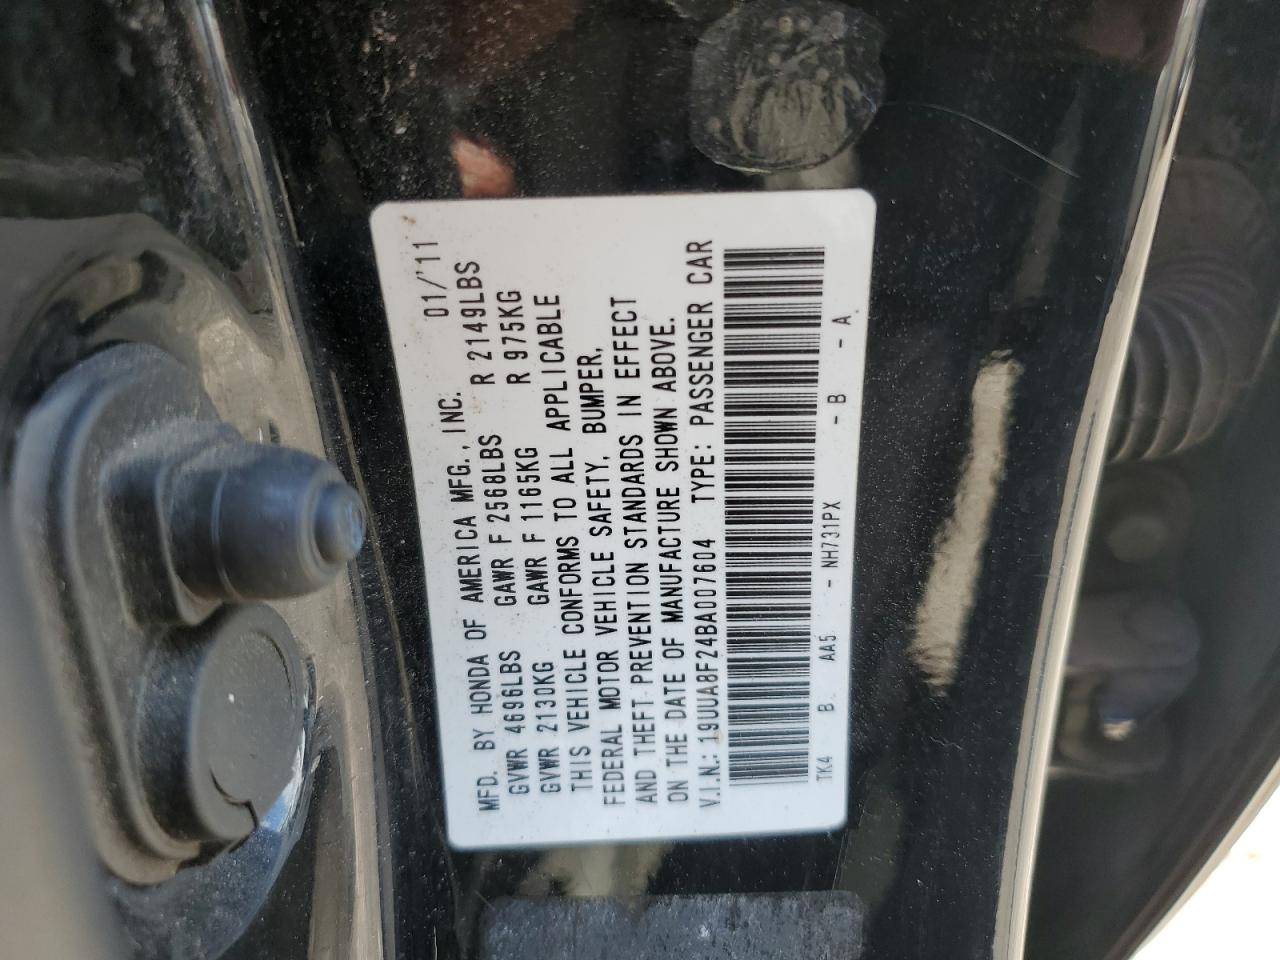 MFD. BY HONDA OF AMERICA MFG., INC. 01/'11
GVWR 4696LBS GAWR F 2568LBS R 2149LBS
GVWR 2130KG GAWR F 1165KG R 975KG
THIS VEHICLE CONFORMS TO ALL APPLICABLE
FEDERAL MOTOR VEHICLE SAFETY, BUMPER,
AND THEFT PREVENTION STANDARDS IN EFFECT
ON THE DATE OF MANUFACTURE SHOWN ABOVE.
V.I.N.: 19UUA8F24BA007604 TYPE: PASSENGER CAR
TK4 B. AA5 - NH731PX - B - A